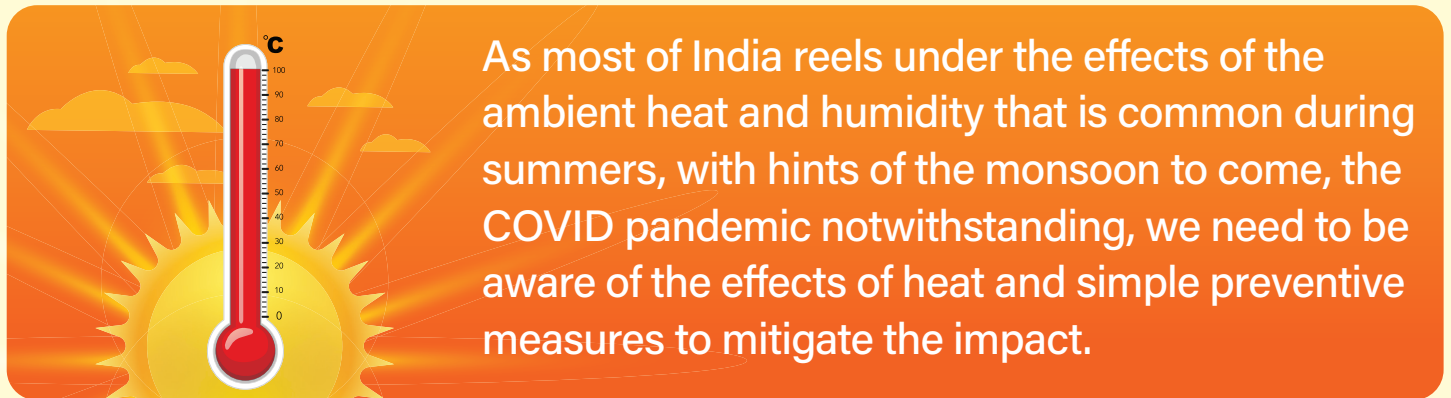 °C
100
90
80
70
60
50
40
30
20
10
0
As most of India reels under the effects of the
ambient heat and humidity that is common during
summers, with hints of the monsoon to come, the
COVID pandemic notwithstanding, we need to be
aware of the effects of heat and simple preventive
measures to mitigate the impact.